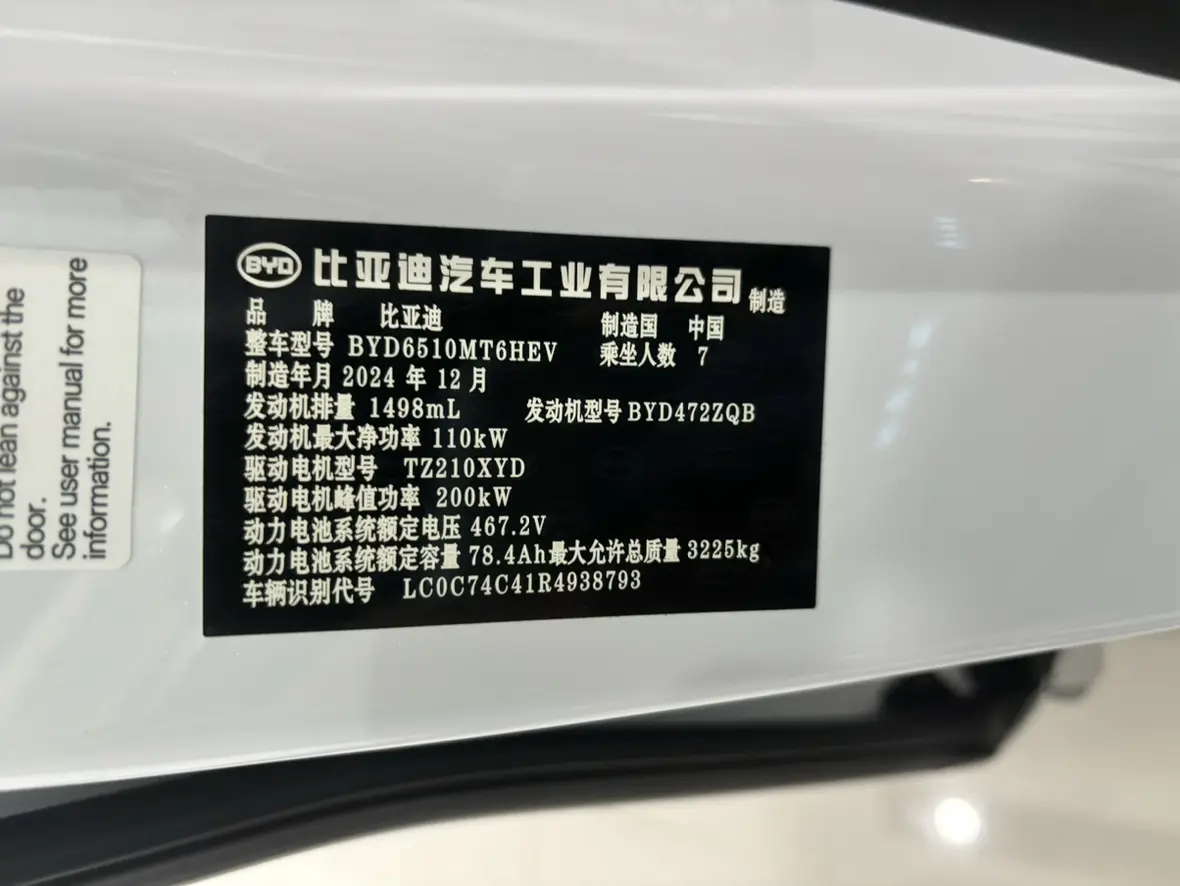 Do not lean against the
door.
See user manual for more
information.
BYD 比亚迪汽车工业有限公司 制造
品 牌 比亚迪 制造国 中国
整车型号 BYD6510MT6HEV 乘坐人数 7
制造年月 2024 年 12 月
发动机排量 1498mL 发动机型号 BYD472ZQB
发动机最大净功率 110kW
驱动电机型号 TZ210XYD
驱动电机峰值功率 200kW
动力电池系统额定电压 467.2V
动力电池系统额定容量 78.4Ah最大允许总质量 3225kg
车辆识别代号 LC0C74C41R4938793